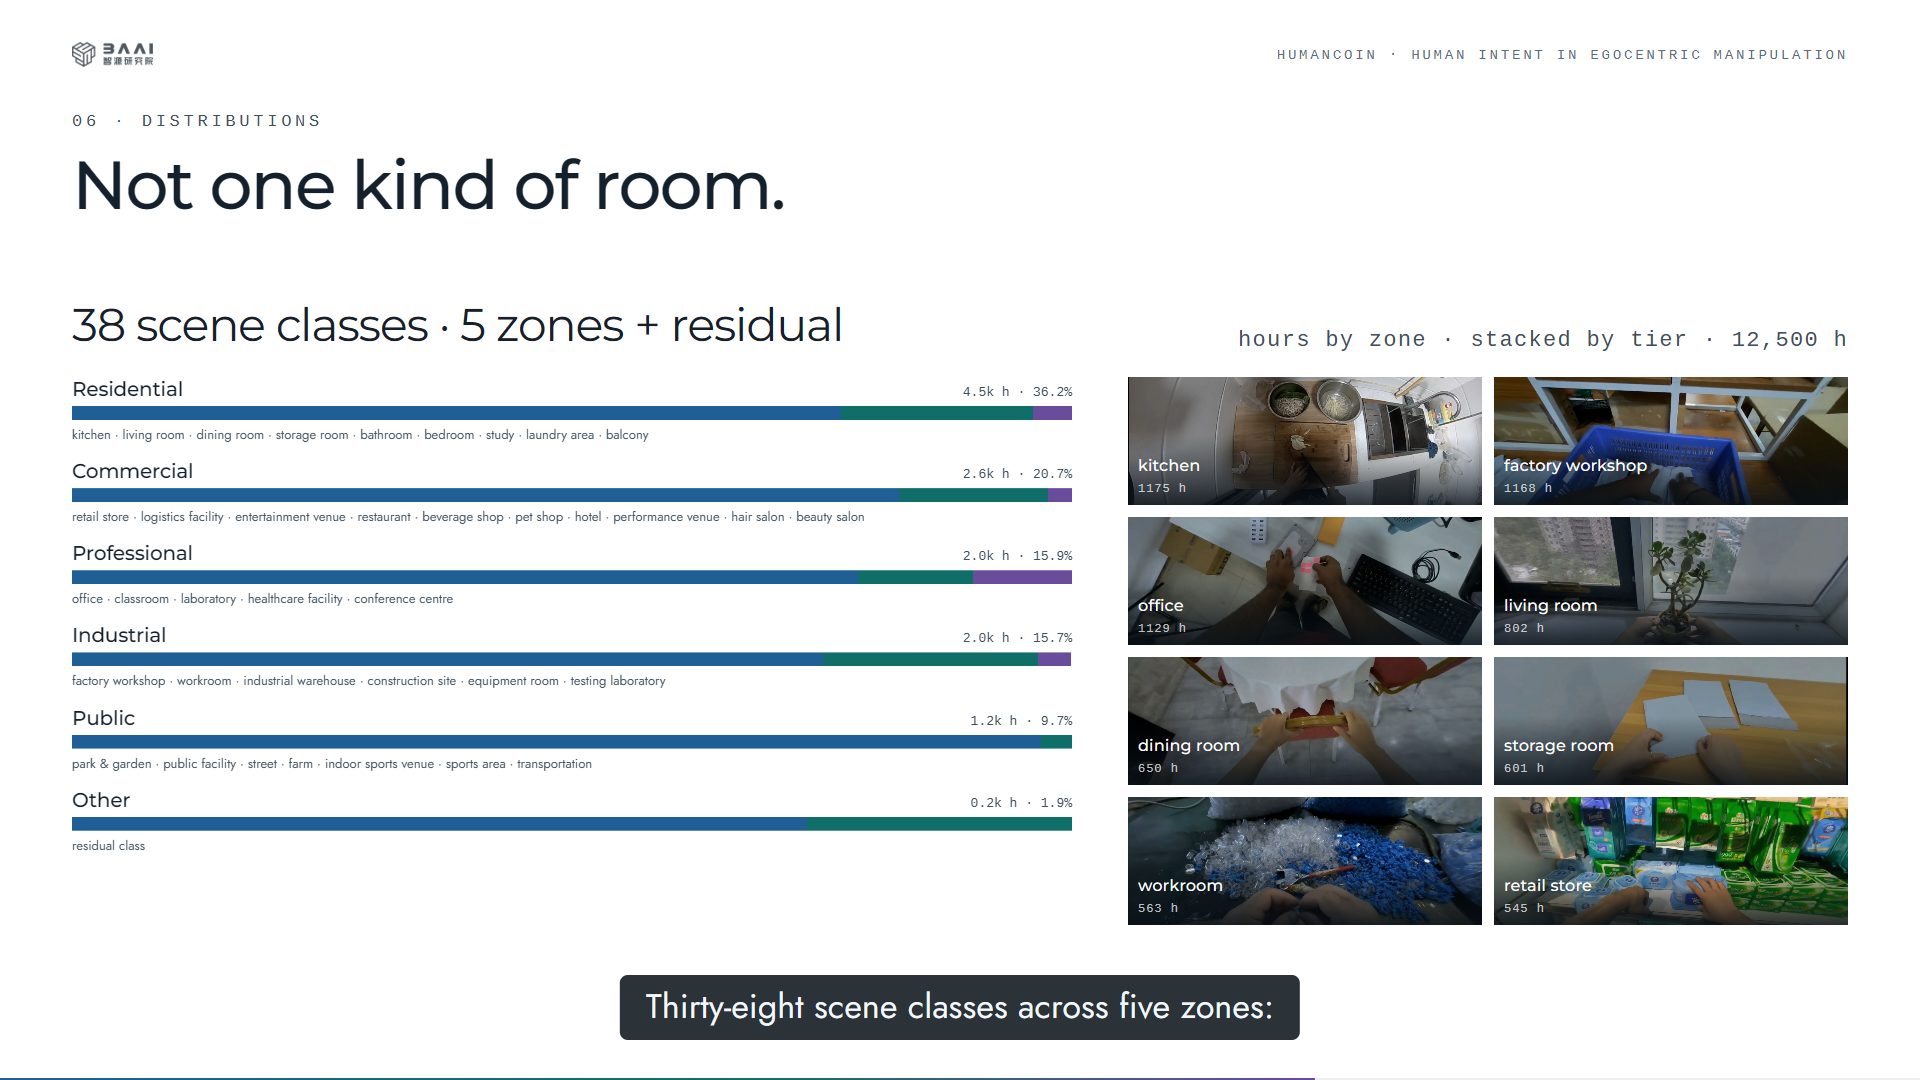 BAAI
智源研究院
HUMANCOIN · HUMAN INTENT IN EGOCENTRIC MANIPULATION
06 · DISTRIBUTIONS
Not one kind of room.
38 scene classes · 5 zones + residual
hours by zone · stacked by tier · 12,500 h
Residential
4.5k h · 36.2%
kitchen · living room · dining room · storage room · bathroom · bedroom · study · laundry area · balcony
Commercial
2.6k h · 20.7%
retail store · logistics facility · entertainment venue · restaurant · beverage shop · pet shop · hotel · performance venue · hair salon · beauty salon
Professional
2.0k h · 15.9%
office · classroom · laboratory · healthcare facility · conference centre
Industrial
2.0k h · 15.7%
factory workshop · workroom · industrial warehouse · construction site · equipment room · testing laboratory
Public
1.2k h · 9.7%
park & garden · public facility · street · farm · indoor sports venue · sports area · transportation
Other
0.2k h · 1.9%
residual class
kitchen
1175 h
factory workshop
1168 h
office
1129 h
living room
802 h
dining room
650 h
storage room
601 h
workroom
563 h
retail store
545 h
Thirty-eight scene classes across five zones: